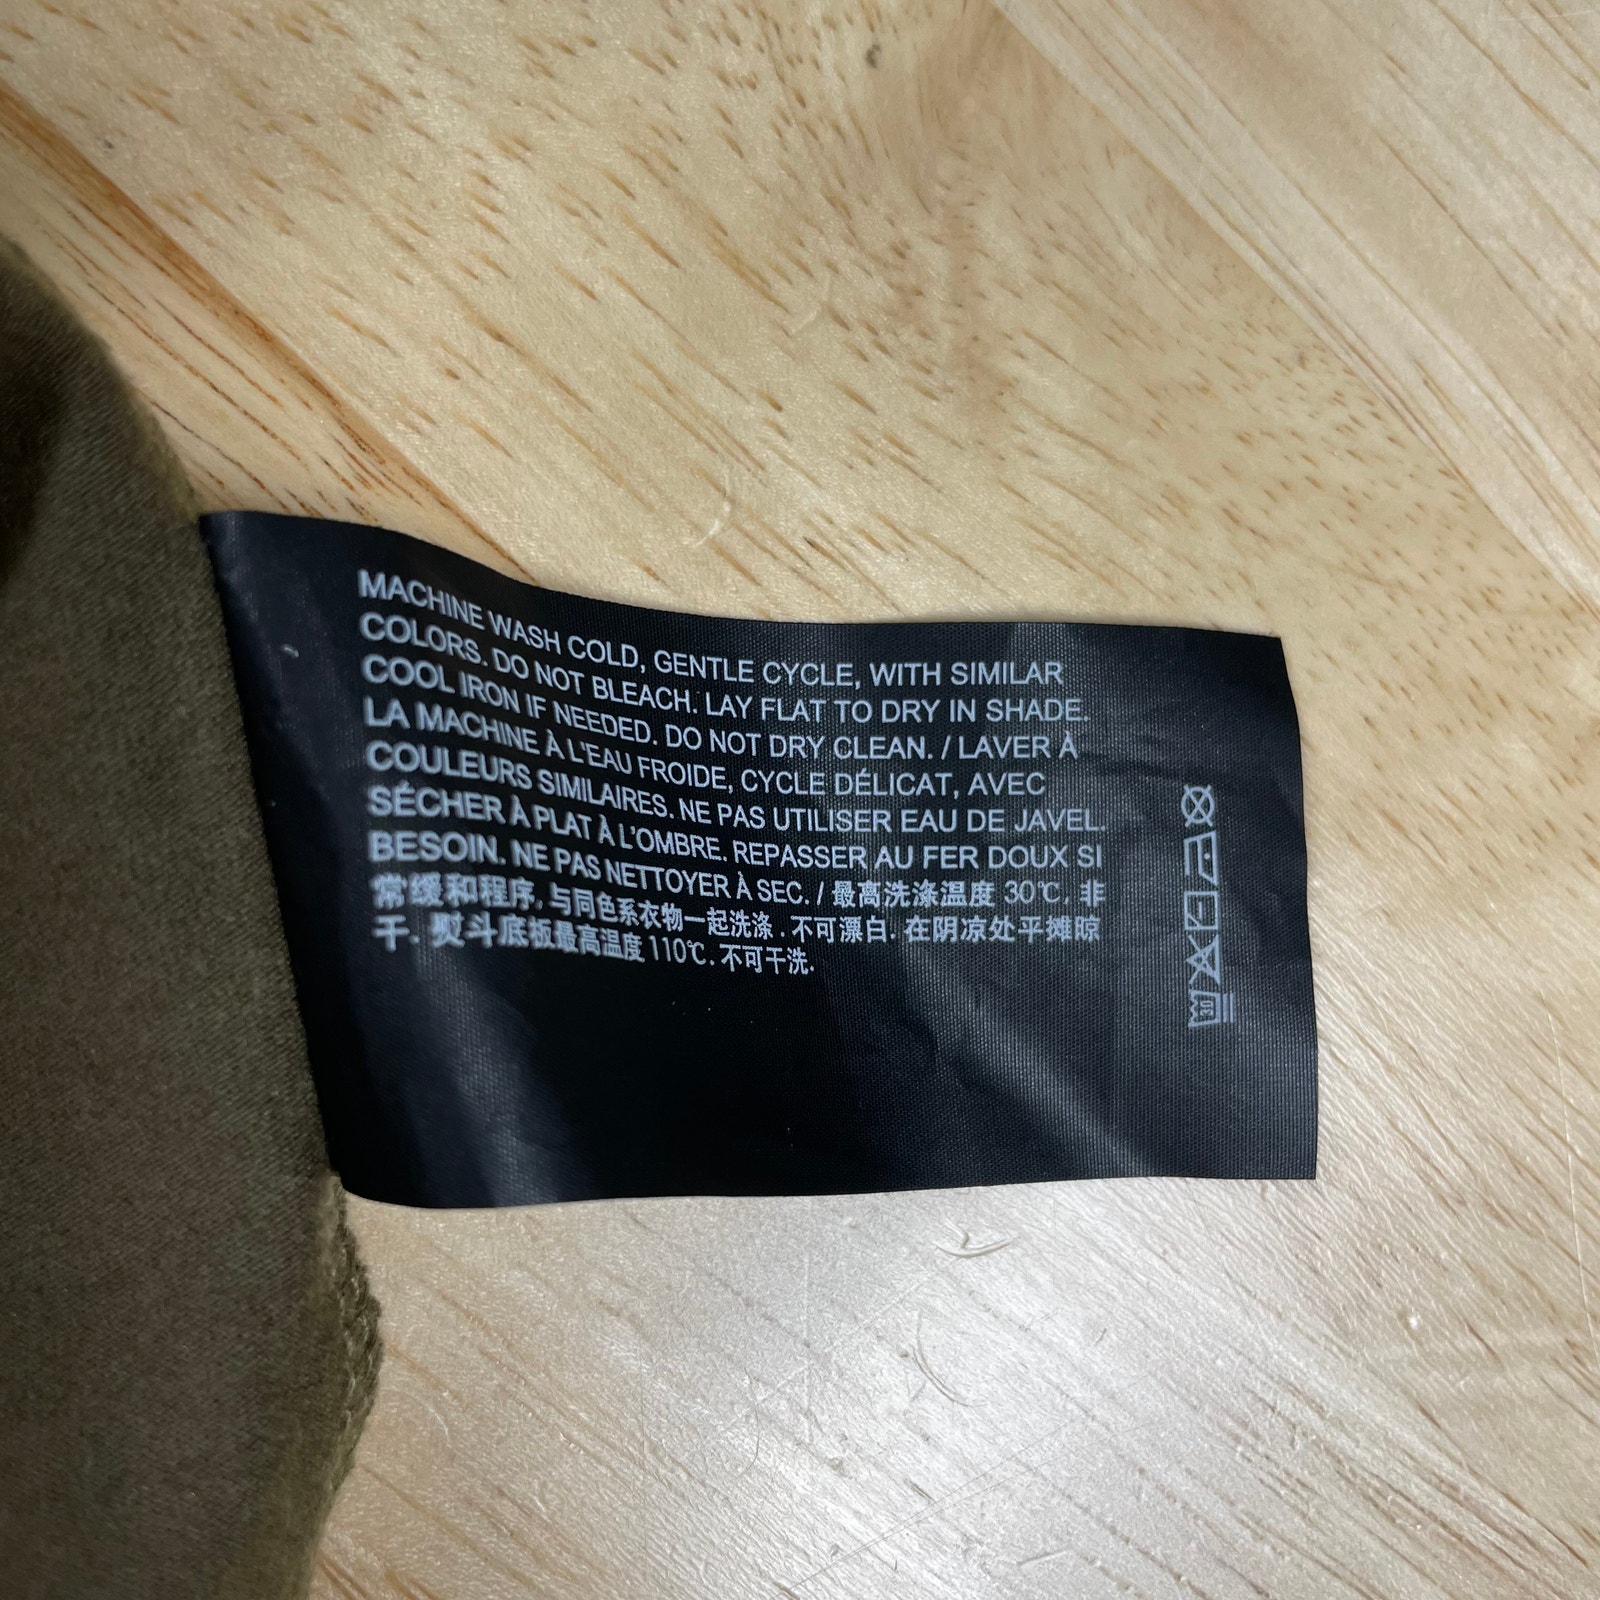 MACHINE WASH COLD, GENTLE CYCLE, WITH SIMILAR
COLORS. DO NOT BLEACH. LAY FLAT TO DRY IN SHADE.
COOL IRON IF NEEDED. DO NOT DRY CLEAN. / LAVER À
LA MACHINE À L'EAU FROIDE, CYCLE DÉLICAT, AVEC
COULEURS SIMILAIRES. NE PAS UTILISER EAU DE JAVEL.
SÉCHER À PLAT À L'OMBRE. REPASSER AU FER DOUX SI
BESOIN. NE PAS NETTOYER À SEC. / 最高洗涤温度 30℃, 非
常缓和程序, 与同色系衣物一起洗涤. 不可漂白. 在阴凉处平摊晾
干. 熨斗底板最高温度110℃. 不可干洗.
30